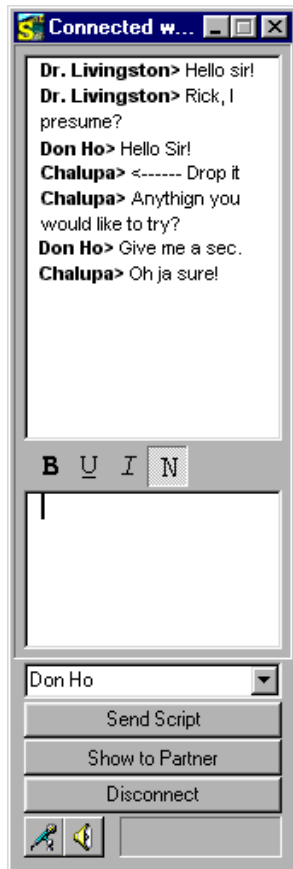 Connected w...
Dr. Livingston> Hello sir!
Dr. Livingston> Rick, I
presume?
Don Ho> Hello Sir!
Chalupa> <------ Drop it
Chalupa> Anythign you
would like to try?
Don Ho> Give me a sec.
Chalupa> Oh ja sure!
B U I N
Don Ho
Send Script
Show to Partner
Disconnect